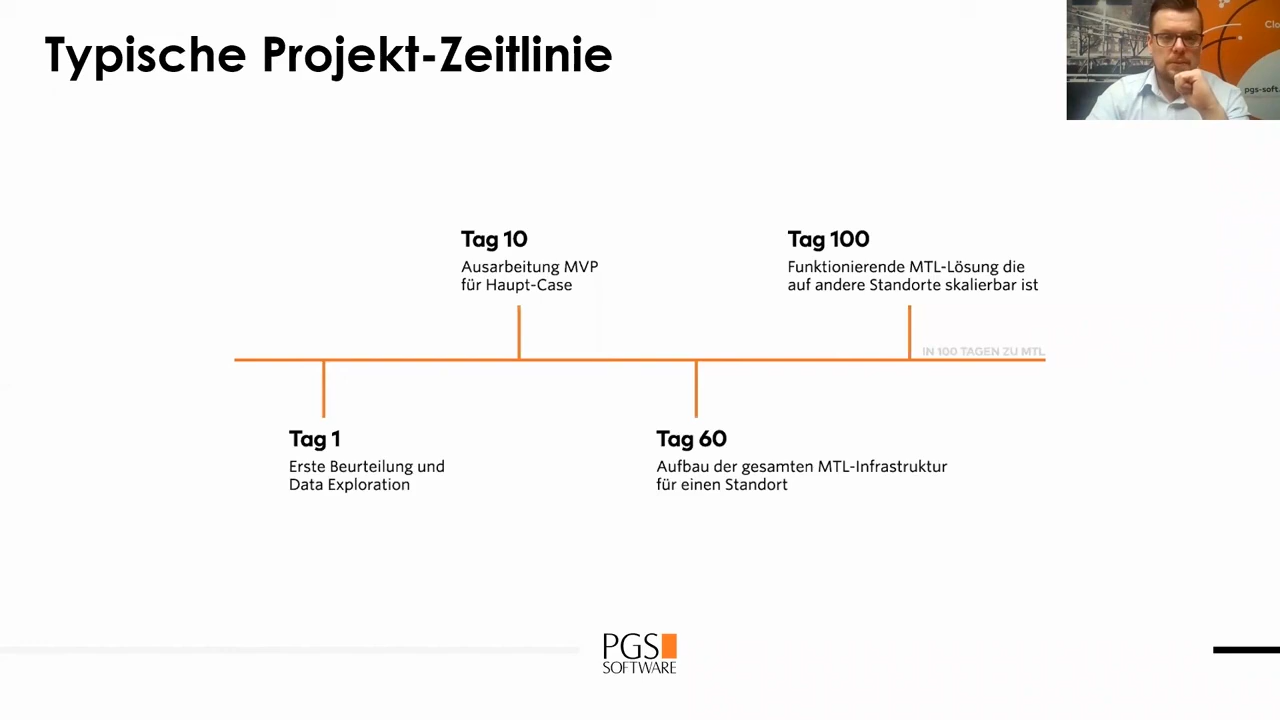 Typische Projekt-Zeitlinie
pgs-soft.
Tag 10
Ausarbeitung MVP
für Haupt-Case
Tag 100
Funktionierende MTL-Lösung die
auf andere Standorte skalierbar ist
IN 100 TAGEN ZU MTL
Tag 1
Erste Beurteilung und
Data Exploration
Tag 60
Aufbau der gesamten MTL-Infrastruktur
für einen Standort
PGS
SOFTWARE